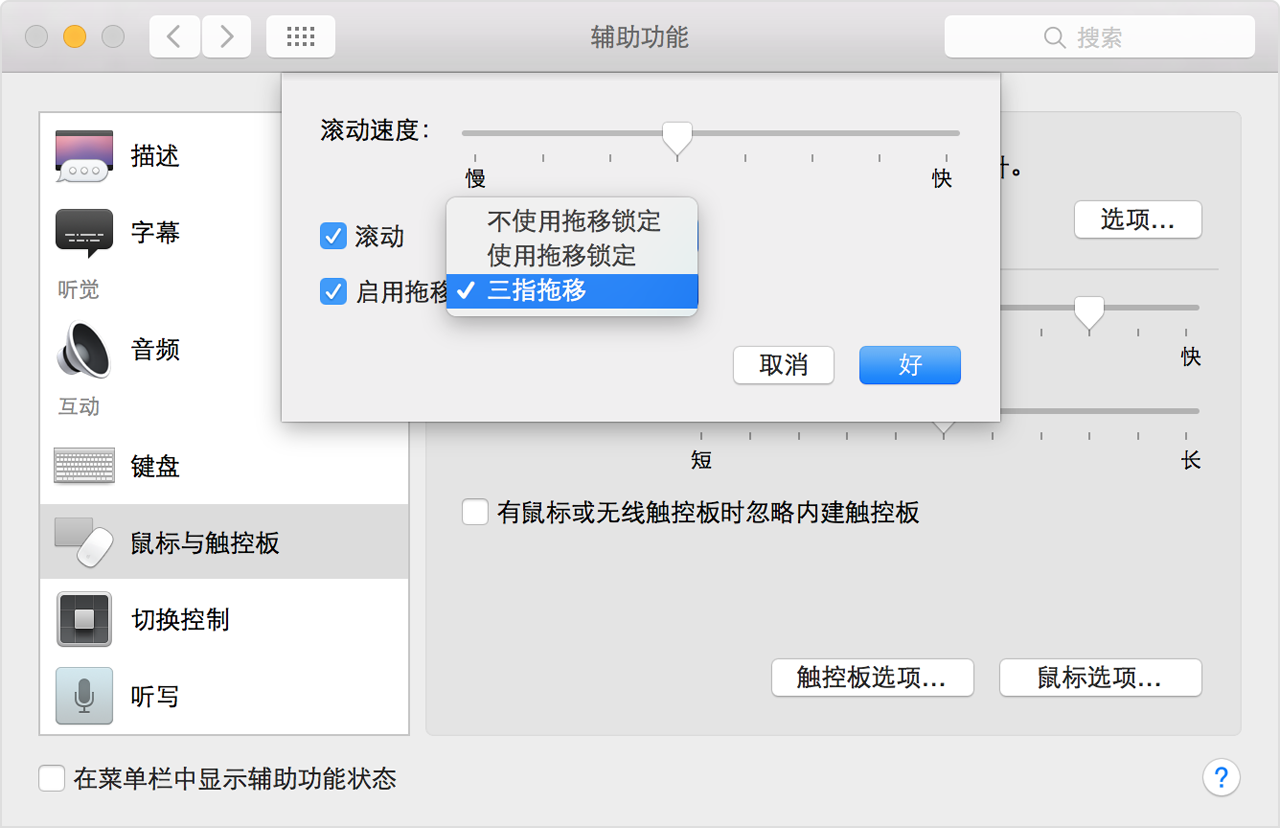 辅助功能
搜索
描述
字幕
听觉
音频
互动
键盘
鼠标与触控板
切换控制
听写
滚动速度：
慢
快
滚动
启用拖移
不使用拖移锁定
使用拖移锁定
三指拖移
取消
好
。
选项...
快
短
长
有鼠标或无线触控板时忽略内建触控板
触控板选项...
鼠标选项...
在菜单栏中显示辅助功能状态
?